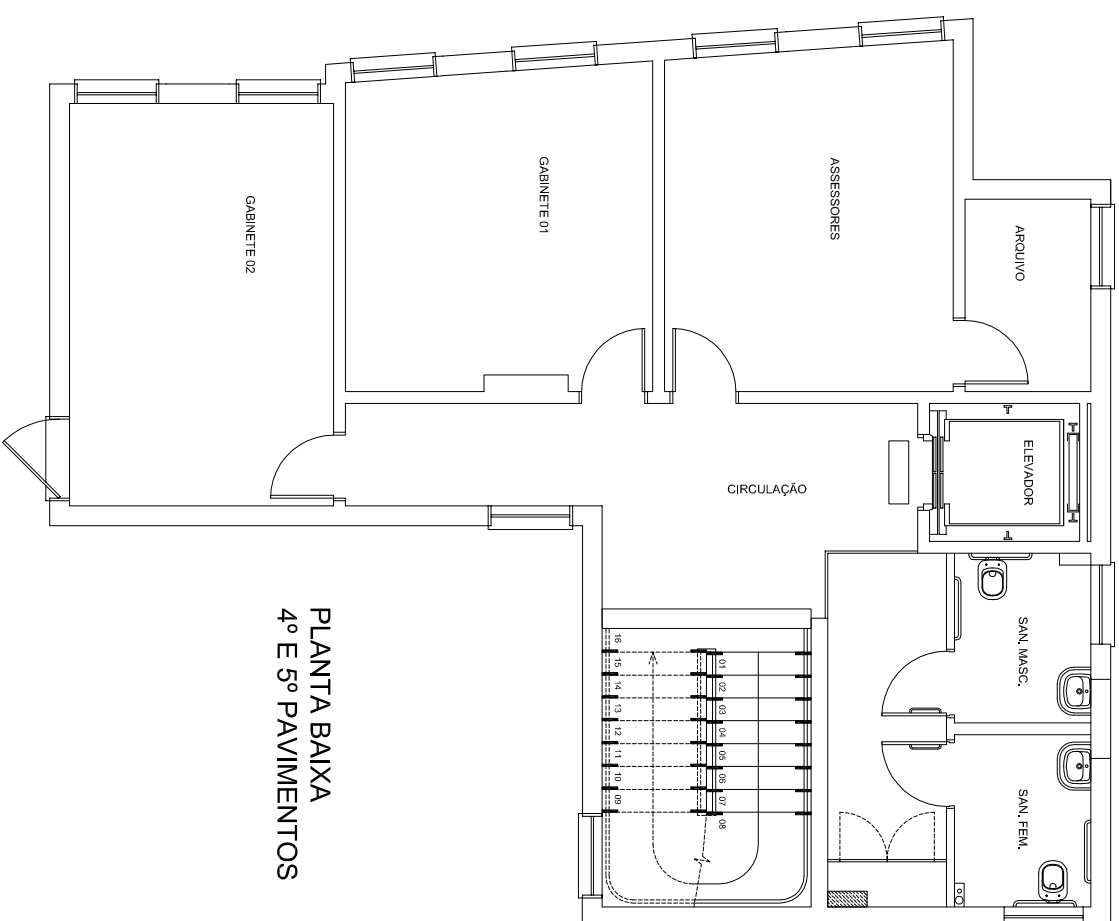 GABINETE 02
GABINETE 01
ASSESSORES
ARQUIVO
CIRCULAÇÃO
ELEVADOR
SAN. MASC.
SAN. FEM.
16
15
14
13
12
11
10
09
01
02
03
04
05
06
07
08
PLANTA BAIXA
4º E 5º PAVIMENTOS